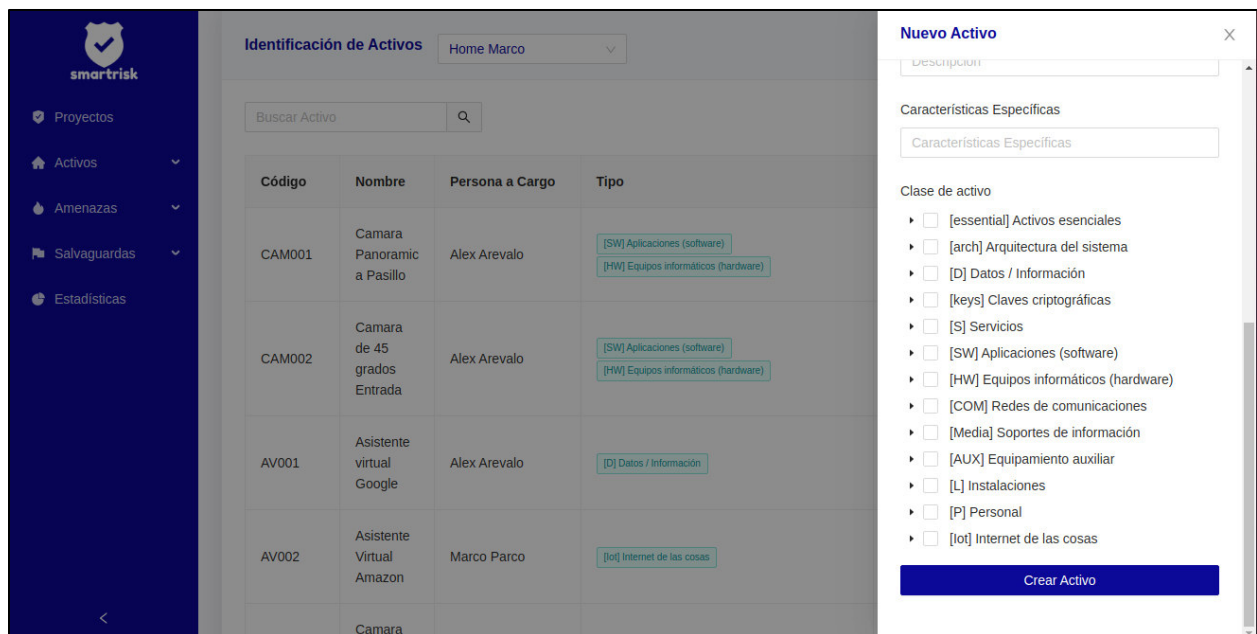 smartrisk
Proyectos
Activos
Amenazas
Salvaguardas
Estadísticas
Identificación de Activos
Home Marco
Buscar Activo
Código Nombre Persona a Cargo Tipo
CAM001
Camara
Panoramic
a Pasillo
Alex Arevalo
[SW] Aplicaciones (software)
[HW] Equipos informáticos (hardware)
CAM002
Camara
de 45
grados
Entrada
Alex Arevalo
[SW] Aplicaciones (software)
[HW] Equipos informáticos (hardware)
AV001
Asistente
virtual
Google
Alex Arevalo
[D] Datos / Información
AV002
Asistente
Virtual
Amazon
Marco Parco
[Iot] Internet de las cosas
Camara
Nuevo Activo
Descripción
Características Específicas
Características Específicas
Clase de activo
[essential] Activos esenciales
[arch] Arquitectura del sistema
[D] Datos / Información
[keys] Claves criptográficas
[S] Servicios
[SW] Aplicaciones (software)
[HW] Equipos informáticos (hardware)
[COM] Redes de comunicaciones
[Media] Soportes de información
[AUX] Equipamiento auxiliar
[L] Instalaciones
[P] Personal
[Iot] Internet de las cosas
Crear Activo